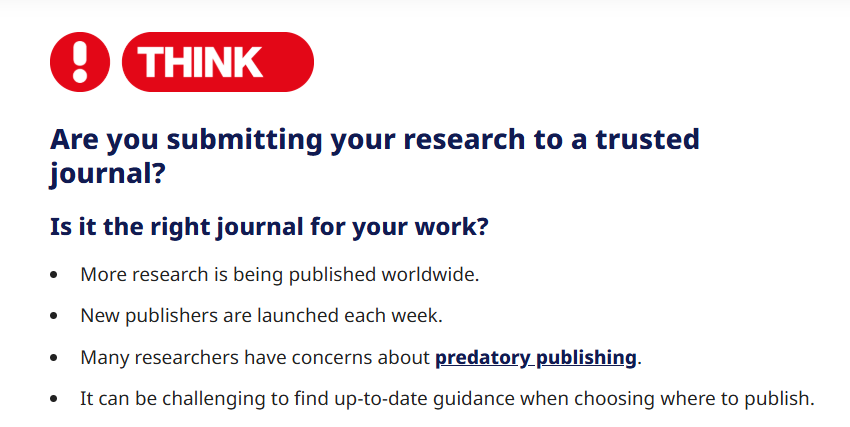 ! THINK
Are you submitting your research to a trusted
journal?
Is it the right journal for your work?
• More research is being published worldwide.
• New publishers are launched each week.
• Many researchers have concerns about predatory publishing.
• It can be challenging to find up-to-date guidance when choosing where to publish.